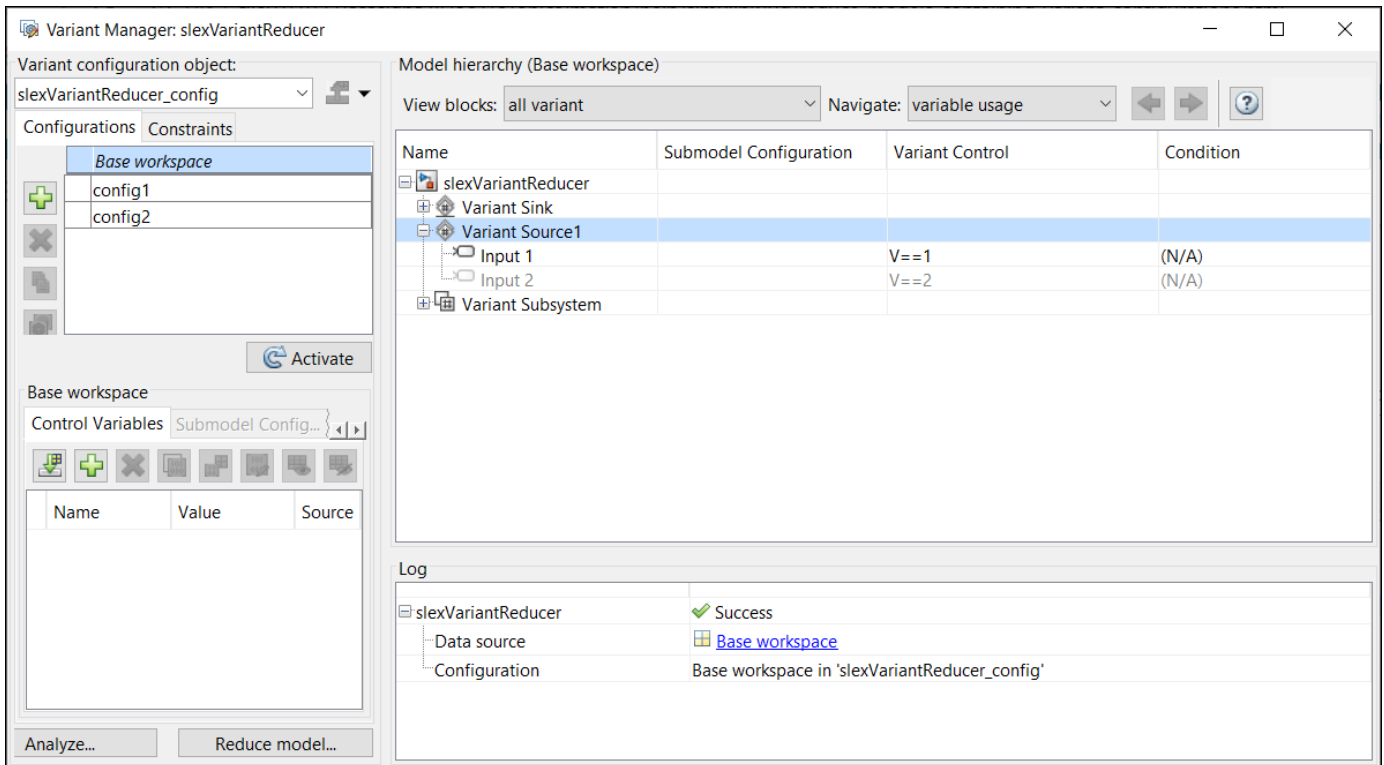 Variant Manager: slexVariantReducer
Variant configuration object:
slexVariantReducer_config
Configurations Constraints
Base workspace
config1
config2
Activate
Base workspace
Control Variables Submodel Config...
Name Value Source
Analyze... Reduce model...
Model hierarchy (Base workspace)
View blocks: all variant Navigate: variable usage ?
Name Submodel Configuration Variant Control Condition
slexVariantReducer
Variant Sink
Variant Source1
Input 1 V==1 (N/A)
Input 2 V==2 (N/A)
Variant Subsystem
Log
slexVariantReducer Success
Data source Base workspace
Configuration Base workspace in 'slexVariantReducer_config'